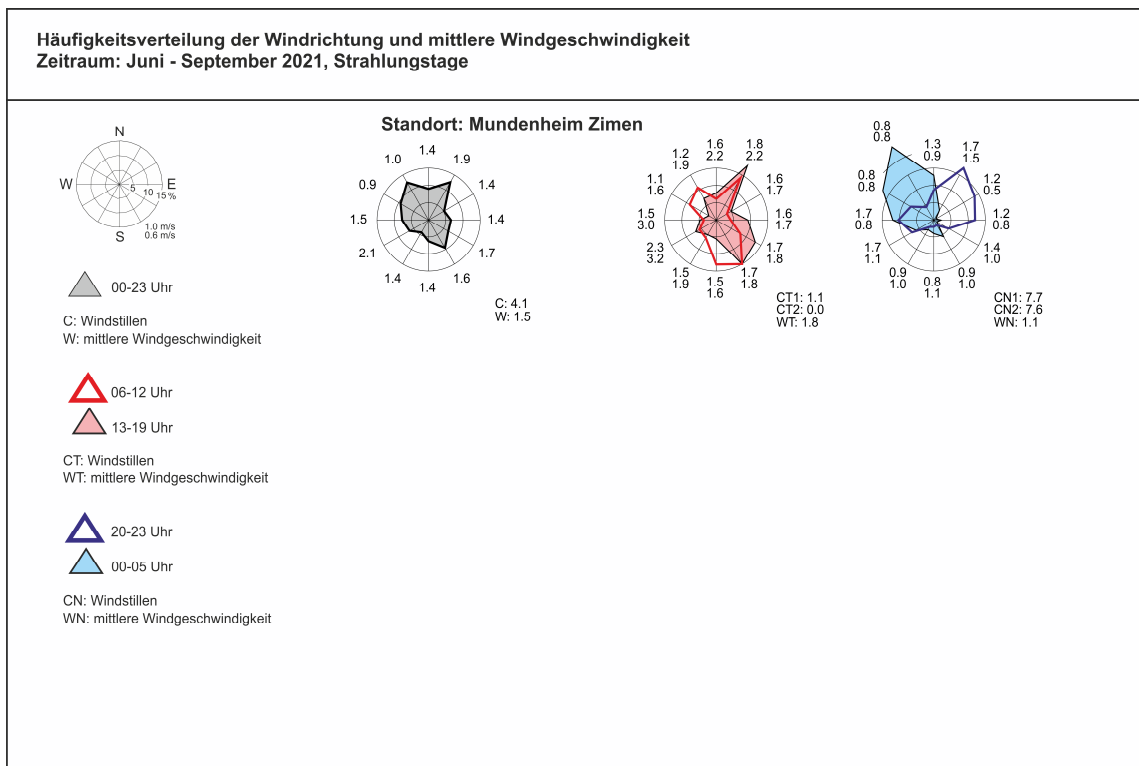 Häufigkeitsverteilung der Windrichtung und mittlere Windgeschwindigkeit
Zeitraum: Juni - September 2021, Strahlungstage
Standort: Mundenheim Zimen
N
W
E
S
5 10 15 %
1.0 m/s
0.6 m/s
00-23 Uhr
C: Windstillen
W: mittlere Windgeschwindigkeit
06-12 Uhr
13-19 Uhr
CT: Windstillen
WT: mittlere Windgeschwindigkeit
20-23 Uhr
00-05 Uhr
CN: Windstillen
WN: mittlere Windgeschwindigkeit
1.4
1.9
1.4
1.4
1.7
1.6
1.4
1.4
2.1
1.5
0.9
1.0
C: 4.1
W: 1.5
1.6
2.2
1.8
2.2
1.6
1.7
1.6
1.7
1.7
1.8
1.7
1.8
1.5
1.6
1.5
1.9
2.3
3.2
1.5
3.0
1.1
1.6
1.2
1.9
CT1: 1.1
CT2: 0.0
WT: 1.8
1.3
0.9
1.7
1.5
1.2
0.5
1.2
0.8
1.4
1.0
0.9
1.0
0.8
1.1
0.9
1.0
1.7
1.1
1.7
0.8
0.8
0.8
0.8
0.8
CN1: 7.7
CN2: 7.6
WN: 1.1